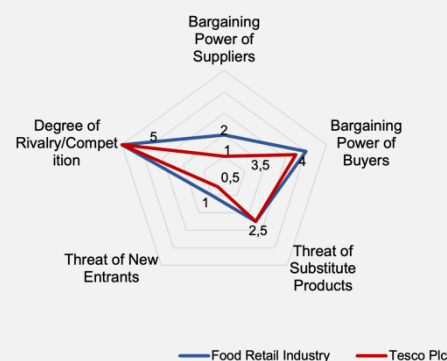 Bargaining
Power of
Suppliers
Degree of
Rivalry/Compet
ition
Bargaining
Power of
Buyers
5
2
1
3,5
4
0,5
1
2,5
Threat of New
Entrants
Threat of
Substitute
Products
Food Retail Industry
Tesco Plc